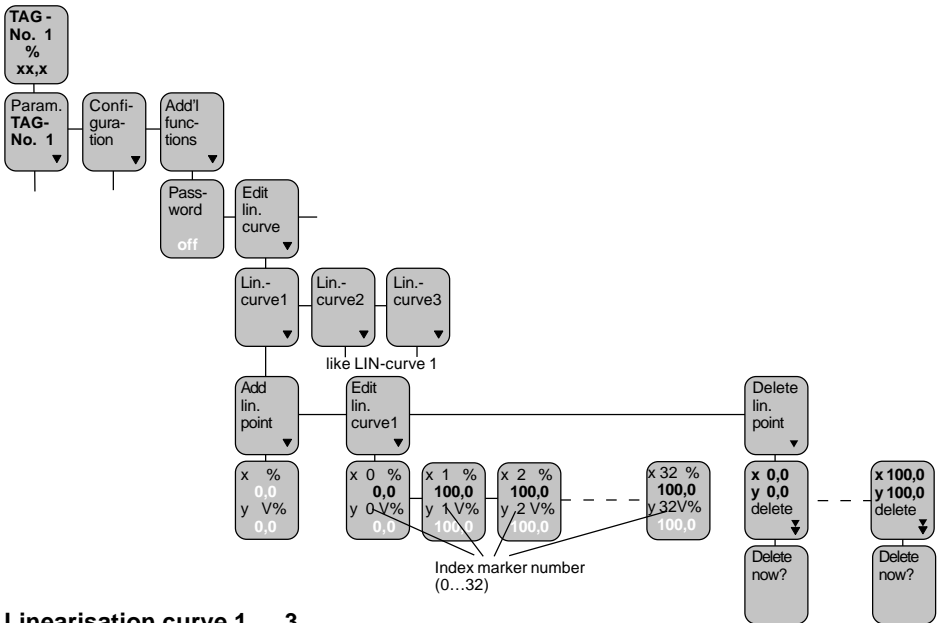 TAG -
No. 1
%
xx,x
Param.
TAG-
No. 1
Confi-
gura-
tion
Add'l
func-
tions
Pass-
word
off
Edit
lin.
curve
Lin.-
curve1
Lin.-
curve2
Lin.-
curve3
like LIN-curve 1
Add
lin.
point
Edit
lin.
curve1
Delete
lin.
point
x %
0,0
y V%
0,0
x 0 %
0,0
y 0 V%
0,0
x 1 %
100,0
y 1 V%
100,0
x 2 %
100,0
y 2 V%
100,0
x 32 %
100,0
y 32V%
100,0
x 0,0
y 0,0
delete
x 100,0
y 100,0
delete
Index marker number
(0...32)
Delete
now?
Delete
now?
Linearisation curve 1 ... 3